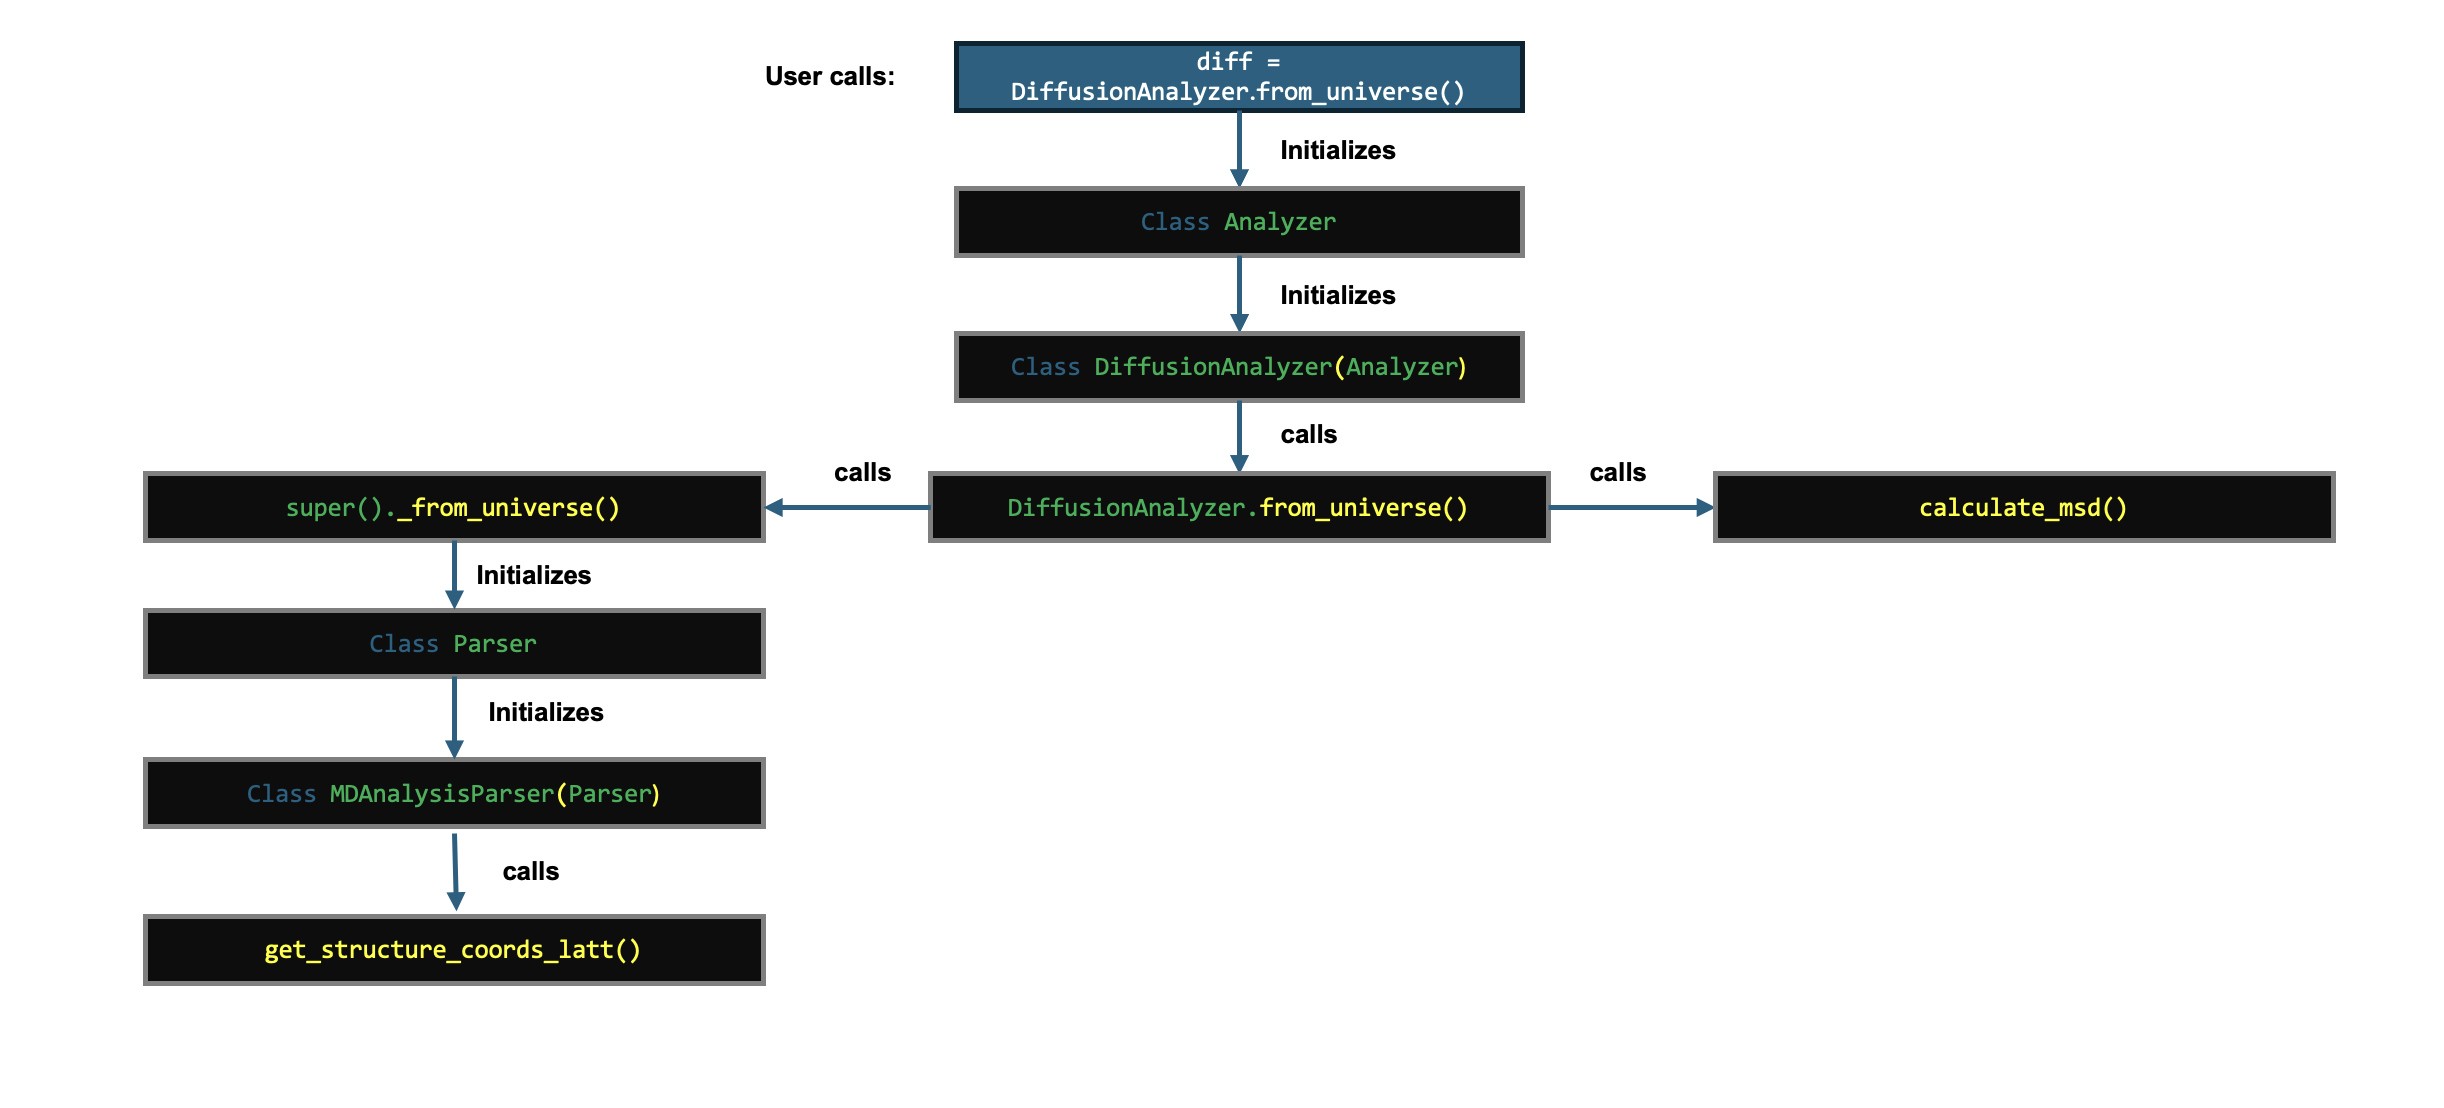 User calls:
diff =
DiffusionAnalyzer.from_universe()
Initializes
Class Analyzer
Initializes
Class DiffusionAnalyzer(Analyzer)
calls
calls
calls
super()._from_universe()
DiffusionAnalyzer.from_universe()
calculate_msd()
Initializes
Class Parser
Initializes
Class MDAnalysisParser(Parser)
calls
get_structure_coords_latt()